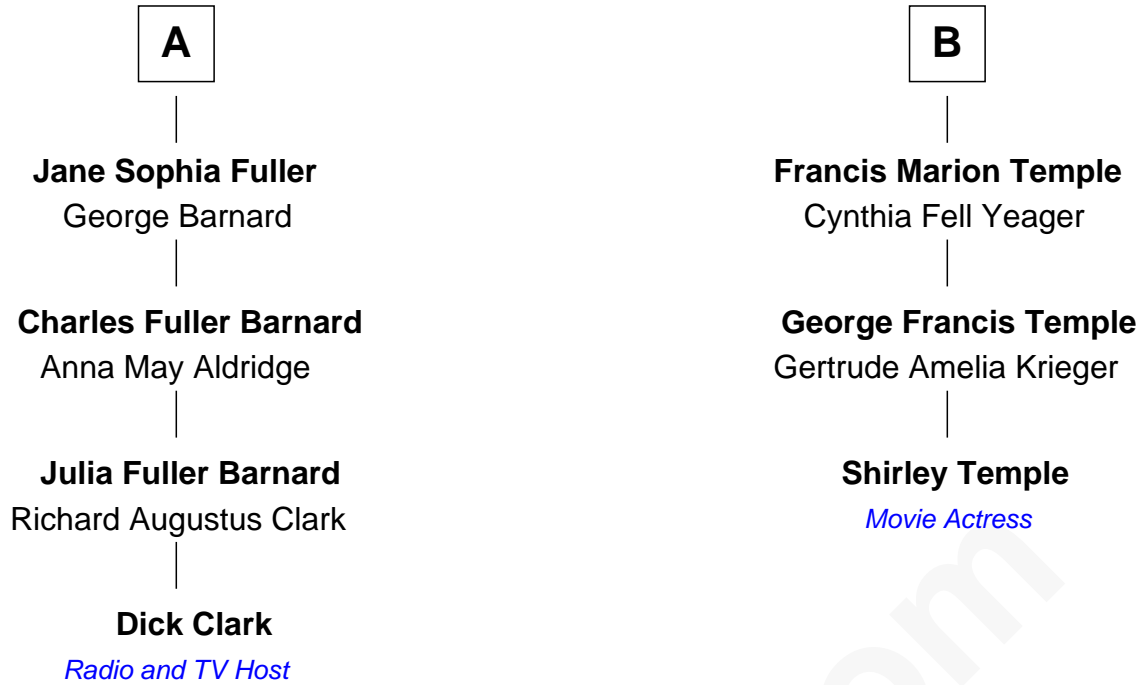 A
Jane Sophia Fuller
George Barnard
Charles Fuller Barnard
Anna May Aldridge
Julia Fuller Barnard
Richard Augustus Clark
Dick Clark
Radio and TV Host
B
Francis Marion Temple
Cynthia Fell Yeager
George Francis Temple
Gertrude Amelia Krieger
Shirley Temple
Movie Actress
om